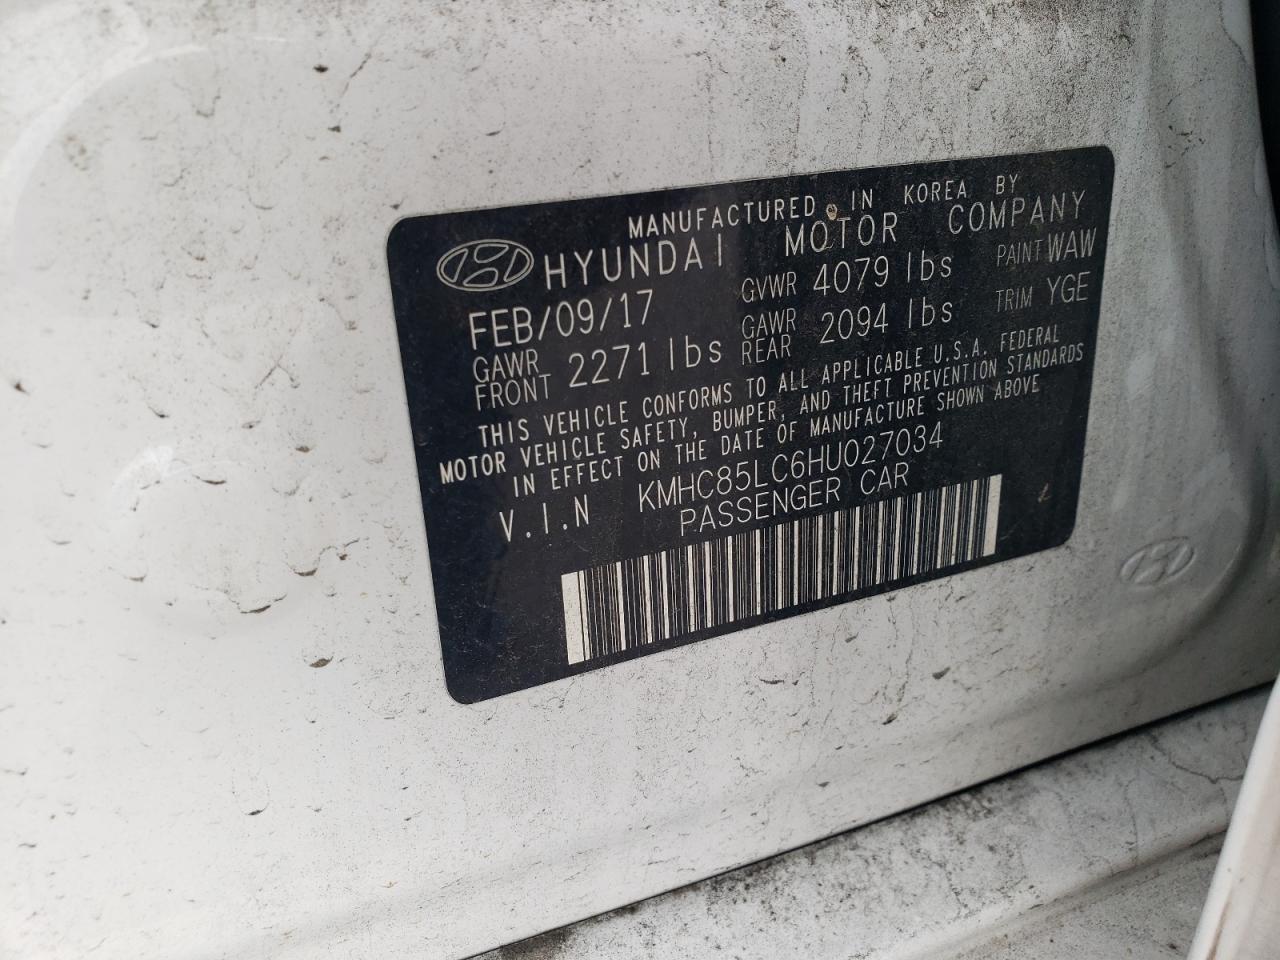 MANUFACTURED IN KOREA BY
HYUNDAI MOTOR COMPANY
FEB/09/17 GVWR 4079 lbs PAINT WAW
GAWR FRONT 2271 lbs GAWR REAR 2094 lbs TRIM YGE
THIS VEHICLE CONFORMS TO ALL APPLICABLE U.S.A. FEDERAL
MOTOR VEHICLE SAFETY, BUMPER, AND THEFT PREVENTION STANDARDS
IN EFFECT ON THE DATE OF MANUFACTURE SHOWN ABOVE
V.I.N KMHC85LC6HU027034
PASSENGER CAR